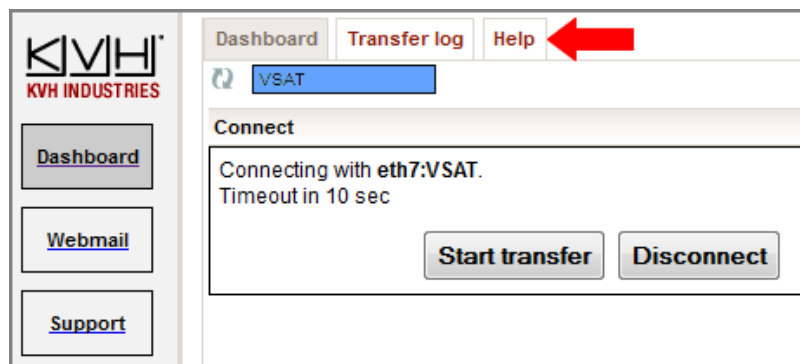 KVH
KVH INDUSTRIES
Dashboard
Webmail
Support
Dashboard Transfer log Help
VSAT
Connect
Connecting with eth7:VSAT.
Timeout in 10 sec
Start transfer Disconnect